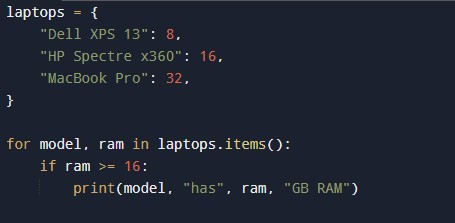 laptops = {
    "Dell XPS 13": 8,
    "HP Spectre x360": 16,
    "MacBook Pro": 32,
}

for model, ram in laptops.items():
    if ram >= 16:
        print(model, "has", ram, "GB RAM")